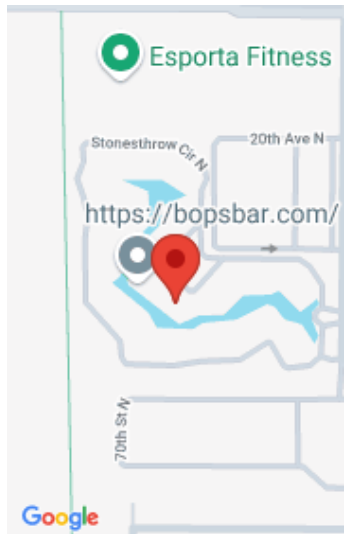 Esporta Fitness
Stonesthrow Cir N
20th Ave N
https://bopsbar.com/
70th St N
Google